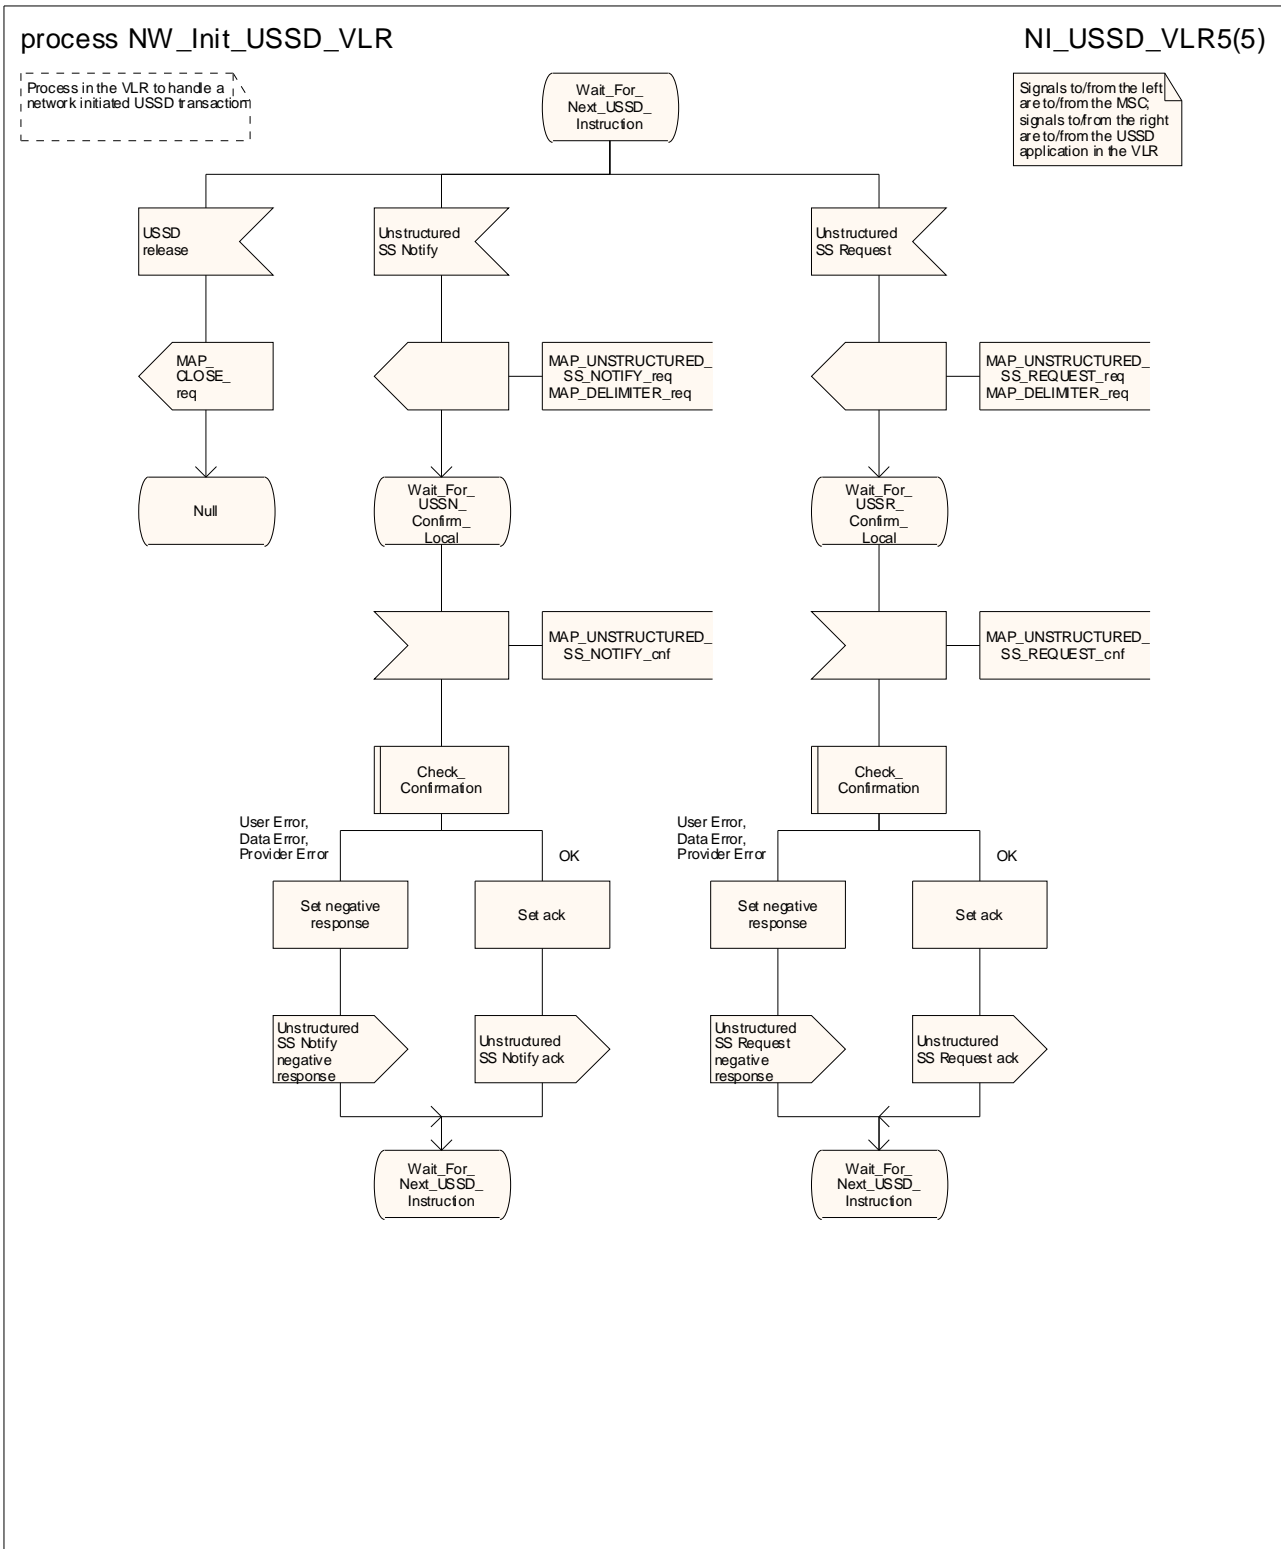 process NW_Init_USSD_VLR
NI_USSD_VLR5(5)
Process in the VLR to handle a
network initiated USSD transaction
Wait_For_
Next_USSD_
Instruction
Signals to/from the left
are to/from the MSC;
signals to/from the right
are to/from the USSD
application in the VLR
USSD
release
Unstructured
SS Notify
Unstructured
SS Request
MAP_
CLOSE_
req
MAP_UNSTRUCTURED_
SS_NOTIFY_req
MAP_DELIMITER_req
MAP_UNSTRUCTURED_
SS_REQUEST_req
MAP_DELIMITER_req
Null
Wait_For_
USSN_
Confirm_
Local
Wait_For_
USSR_
Confirm_
Local
MAP_UNSTRUCTURED_
SS_NOTIFY_cnf
MAP_UNSTRUCTURED_
SS_REQUEST_cnf
Check_
Confirmation
Check_
Confirmation
User Error,
Data Error,
Provider Error
OK
User Error,
Data Error,
Provider Error
OK
Set negative
response
Set ack
Set negative
response
Set ack
Unstructured
SS Notify
negative
response
Unstructured
SS Notify ack
Unstructured
SS Request
negative
response
Unstructured
SS Request ack
Wait_For_
Next_USSD_
Instruction
Wait_For_
Next_USSD_
Instruction